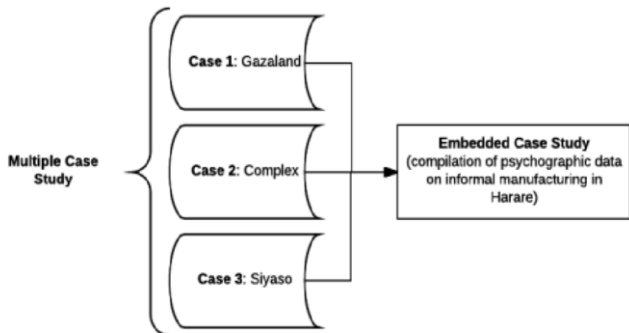 Multiple Case
Study
Case 1: Gazaland
Case 2: Complex
Case 3: Siyaso
Embedded Case Study
(compilation of psychographic data
on informal manufacturing in
Harare)